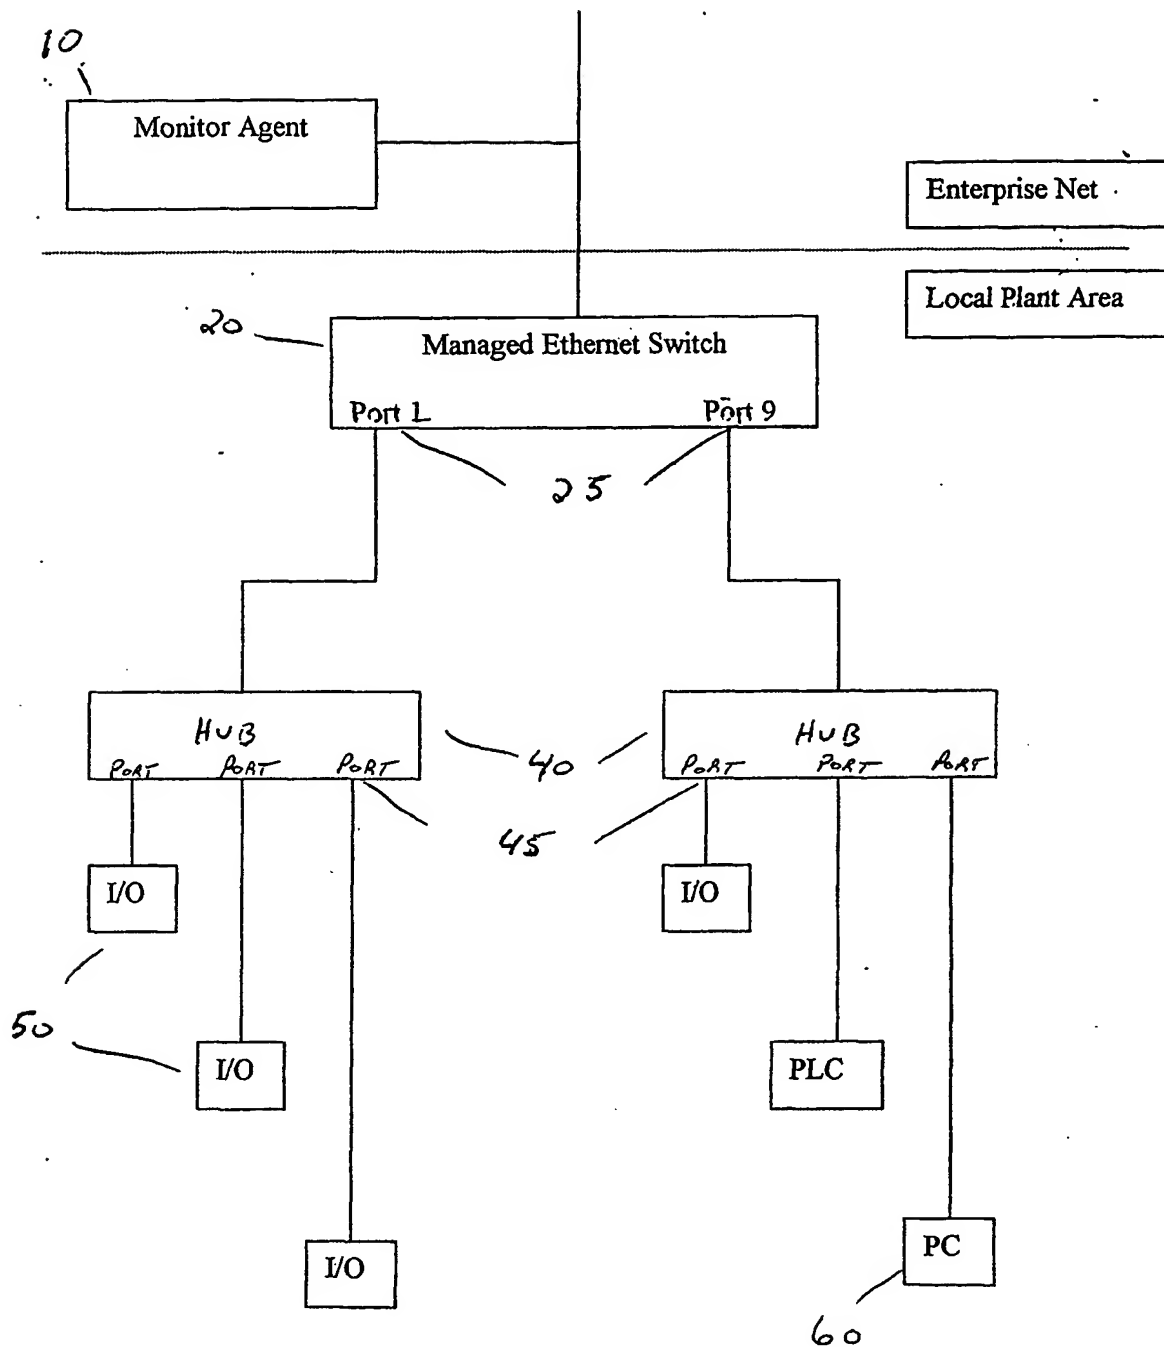 10
Monitor Agent
Enterprise Net
Local Plant Area
20
Managed Ethernet Switch
Port 1
Port 9
25
HUB
HUB
PORT PORT PORT
PORT PORT PORT
40
45
I/O
I/O
50
I/O
PLC
I/O
PC
60